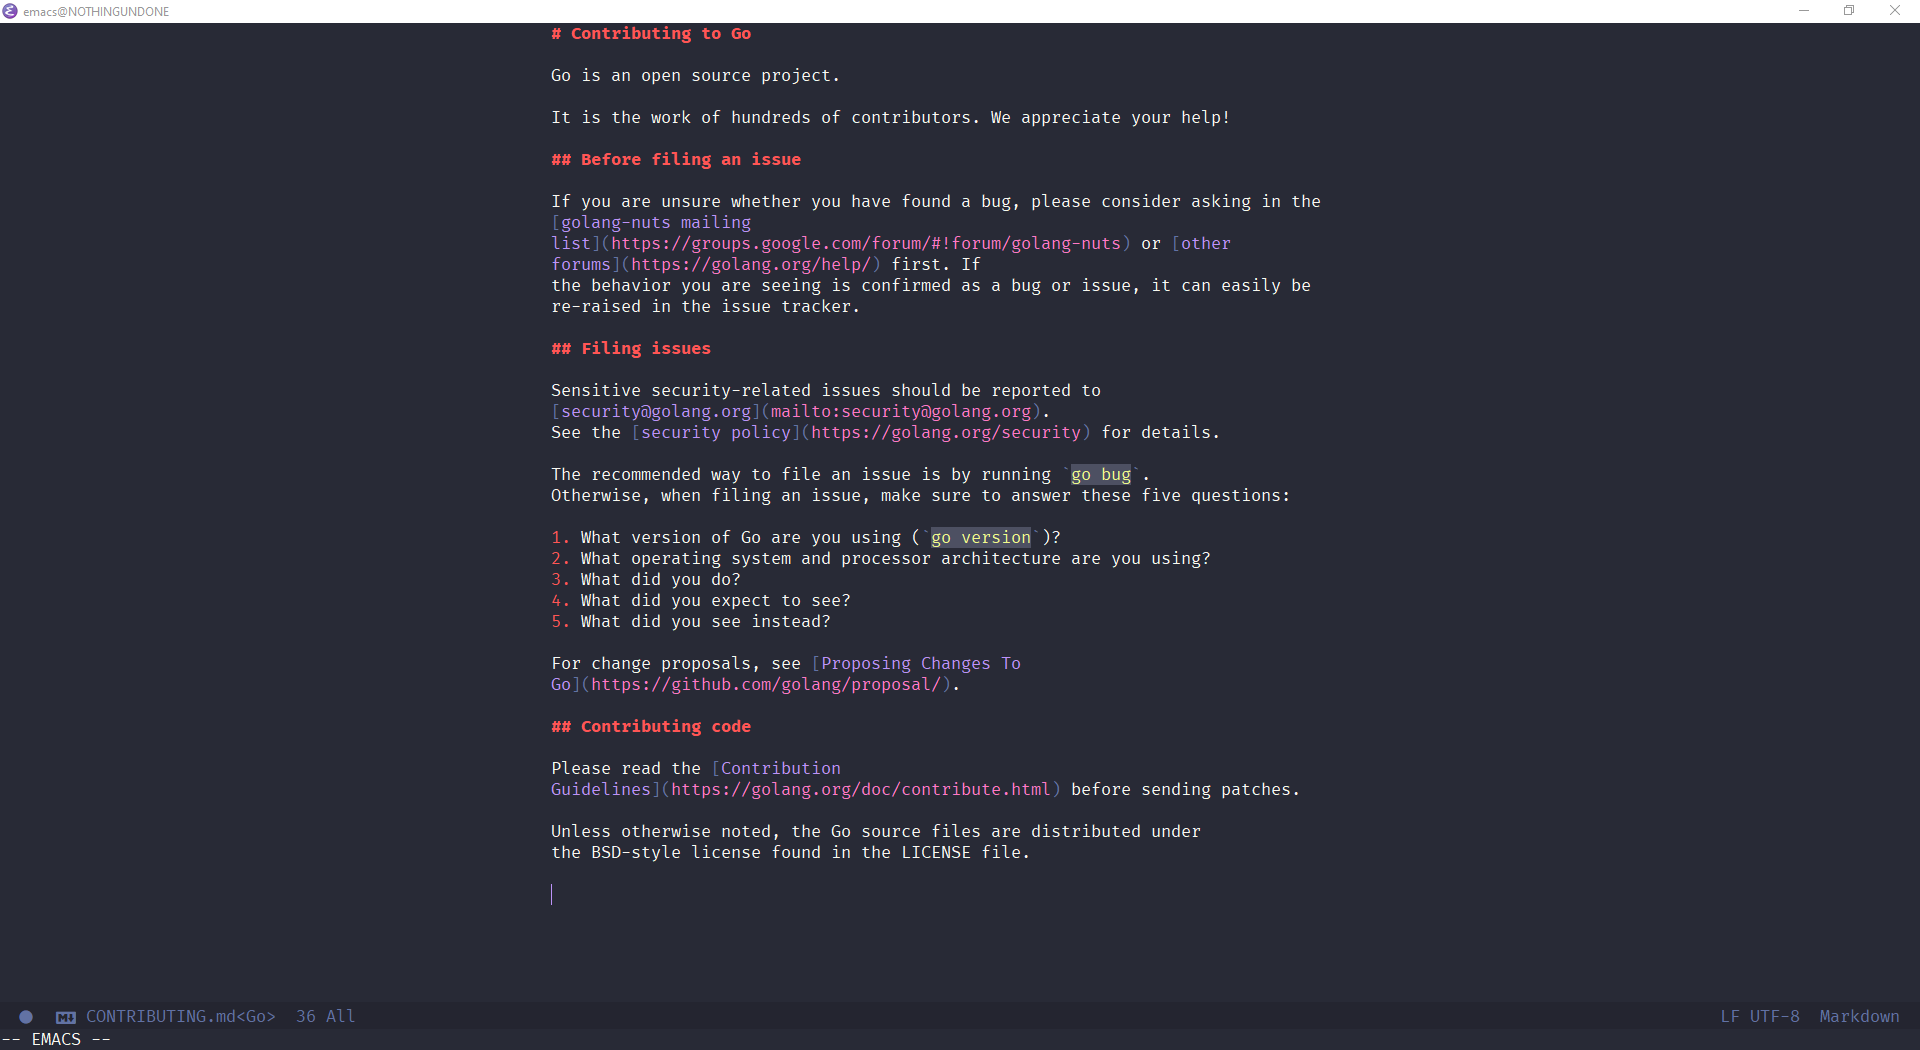 emacs@NOTHINGUNDONE
# Contributing to Go
Go is an open source project.
It is the work of hundreds of contributors. We appreciate your help!
## Before filing an issue
If you are unsure whether you have found a bug, please consider asking in the
[golang-nuts mailing
list](https://groups.google.com/forum/#!forum/golang-nuts) or [other
forums](https://golang.org/help/) first. If
the behavior you are seeing is confirmed as a bug or issue, it can easily be
re-raised in the issue tracker.
## Filing issues
Sensitive security-related issues should be reported to
[security@golang.org](mailto:security@golang.org).
See the [security policy](https://golang.org/security) for details.
The recommended way to file an issue is by running `go bug`.
Otherwise, when filing an issue, make sure to answer these five questions:
1. What version of Go are you using (`go version`)?
2. What operating system and processor architecture are you using?
3. What did you do?
4. What did you expect to see?
5. What did you see instead?
For change proposals, see [Proposing Changes To
Go](https://github.com/golang/proposal/).
## Contributing code
Please read the [Contribution
Guidelines](https://golang.org/doc/contribute.html) before sending patches.
Unless otherwise noted, the Go source files are distributed under
the BSD-style license found in the LICENSE file.
CONTRIBUTING.md<Go> 36 All LF UTF-8 Markdown
-- EMACS --